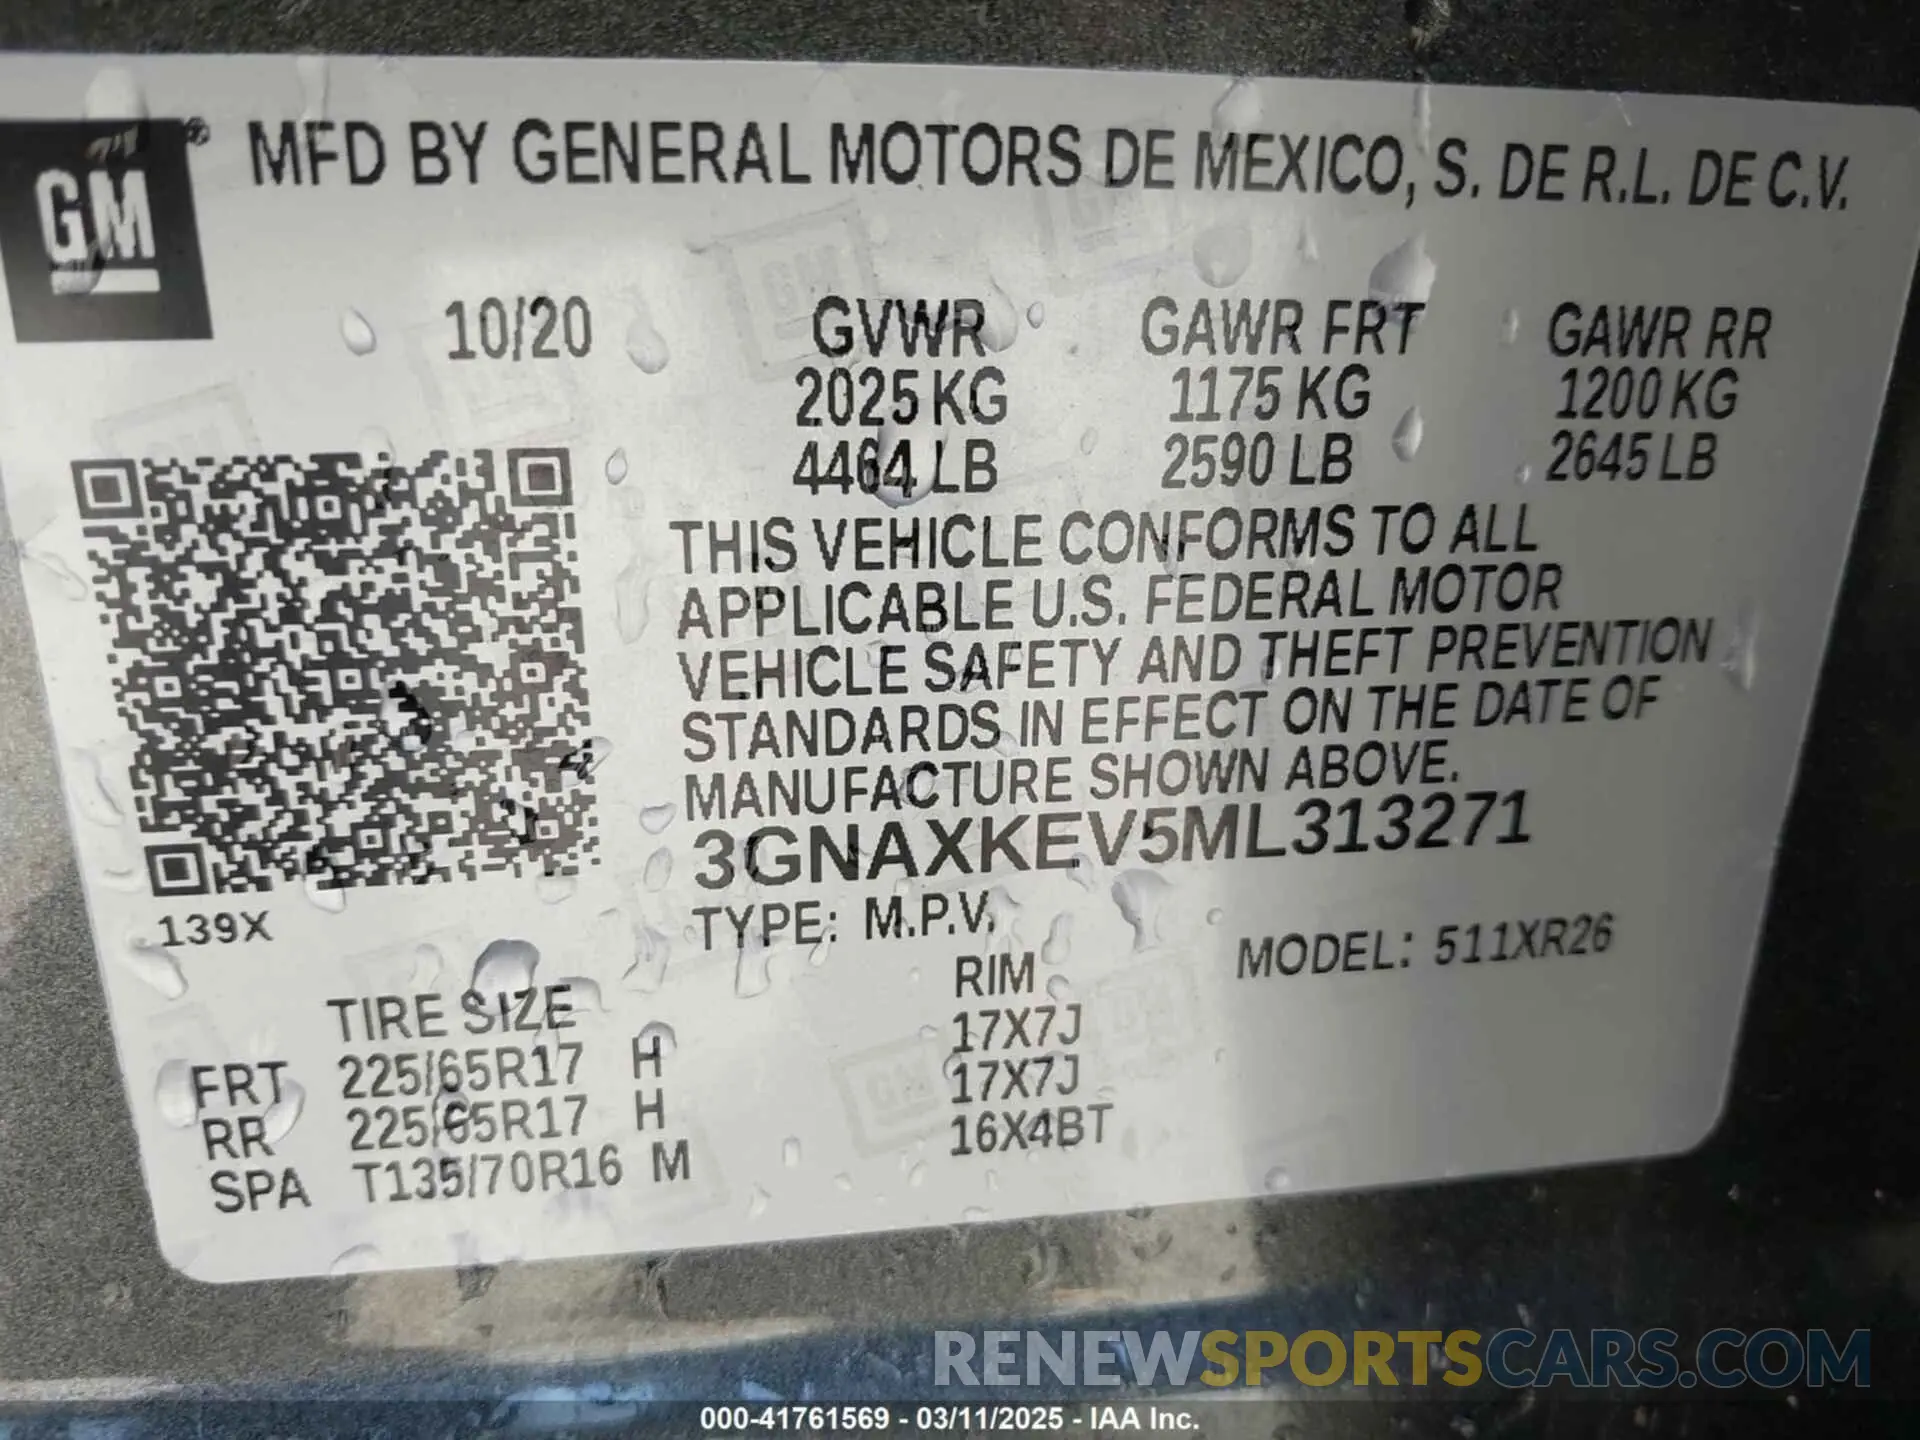 GM ® MFD BY GENERAL MOTORS DE MEXICO, S. DE R.L. DE C.V.
10/20 GVWR GAWR FRT GAWR RR
2025 KG 1175 KG 1200 KG
4464 LB 2590 LB 2645 LB
THIS VEHICLE CONFORMS TO ALL
APPLICABLE U.S. FEDERAL MOTOR
VEHICLE SAFETY AND THEFT PREVENTION
STANDARDS IN EFFECT ON THE DATE OF
MANUFACTURE SHOWN ABOVE.
3GNAXKEV5ML313271
139X TYPE: M.P.V. MODEL: 511XR26
TIRE SIZE RIM
FRT 225/65R17 H 17X7J
RR 225/65R17 H 17X7J
SPA T135/70R16 M 16X4BT
RENEWSPORTSCARS.COM
000-41761569 - 03/11/2025 - IAA Inc.